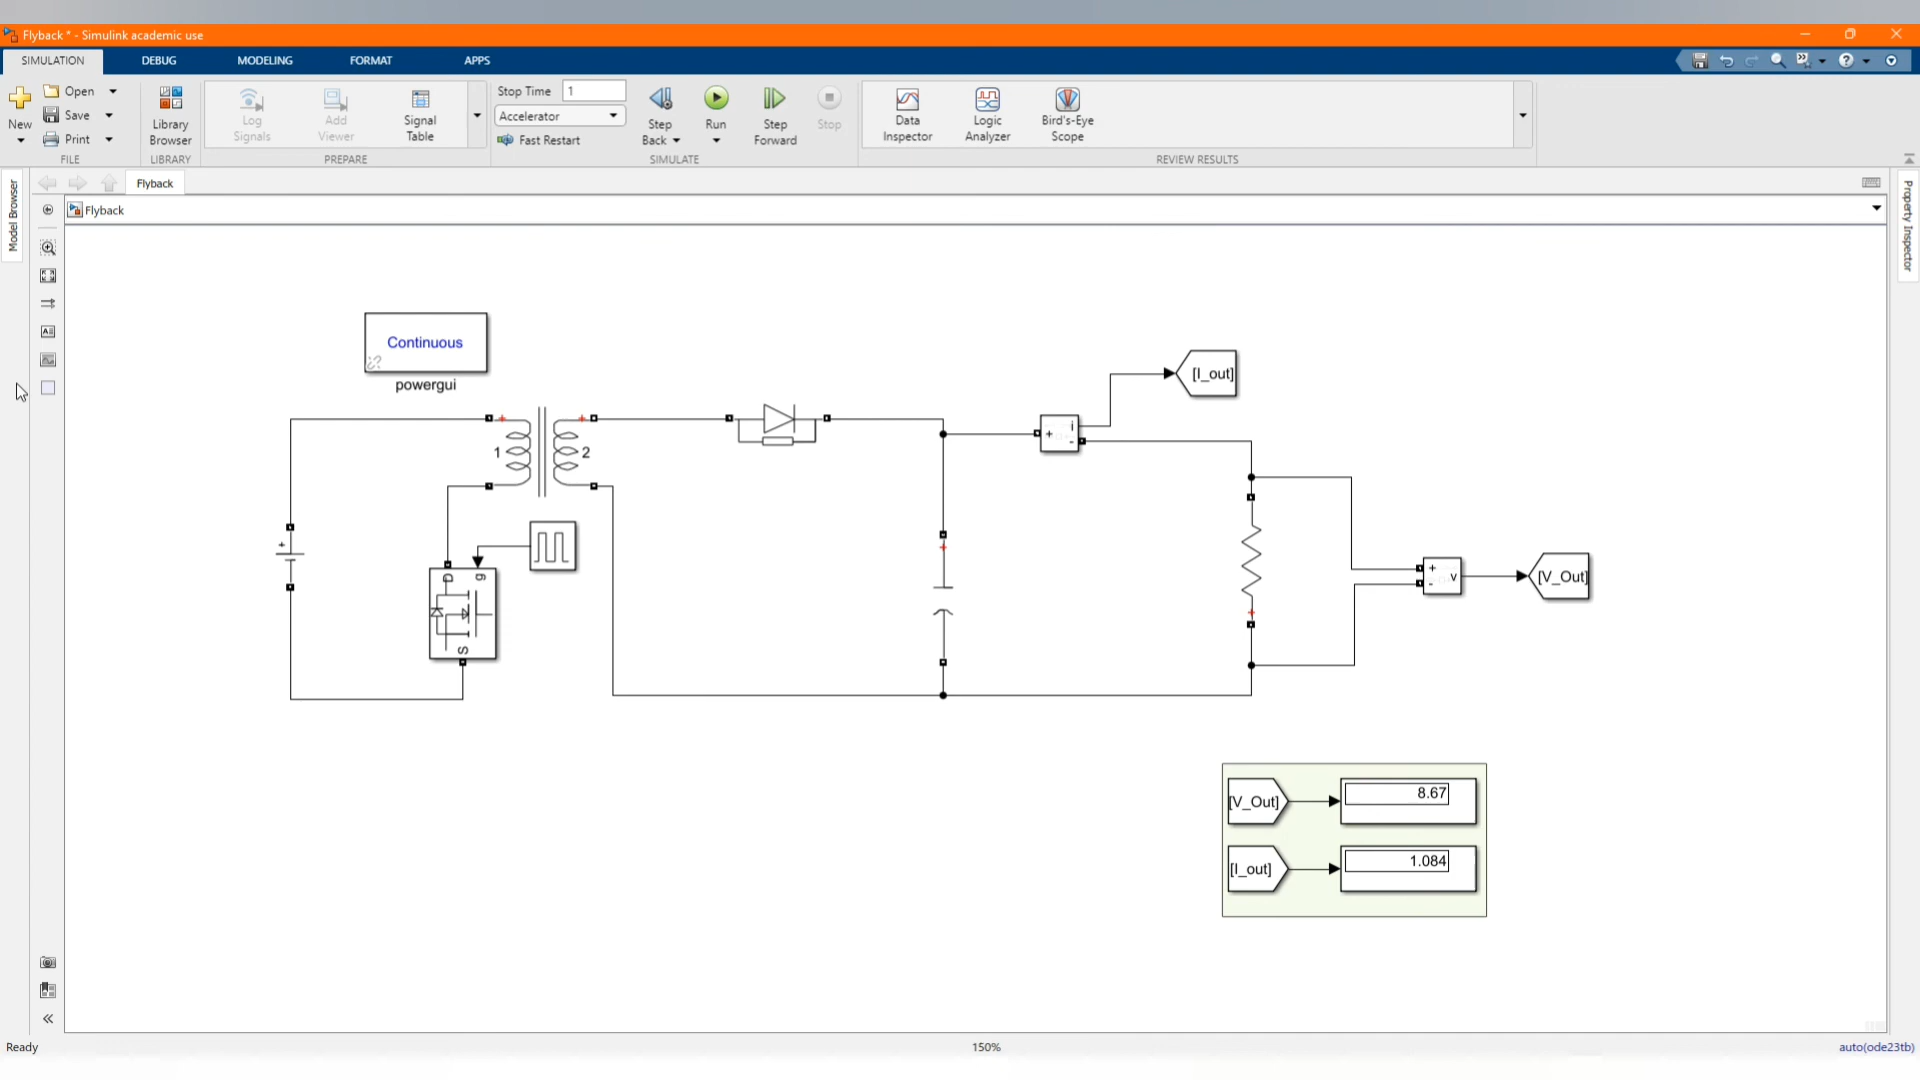 Flyback * - Simulink academic use
SIMULATION DEBUG MODELING FORMAT APPS
New
Open
Save
Print
FILE
Library Browser
LIBRARY
Log Signals
Add Viewer
Signal Table
PREPARE
Stop Time 1
Accelerator
Fast Restart
Step Back
Run
Step Forward
Stop
SIMULATE
Data Inspector
Logic Analyzer
Bird's-Eye Scope
REVIEW RESULTS
Model Browser
Flyback
Flyback
Property Inspector
Continuous
powergui
[I_out]
+ i
-
1
2
+
D g
S
+
- v
[V_Out]
[V_Out] 8.67
[I_out] 1.084
Ready 150% auto(ode23tb)